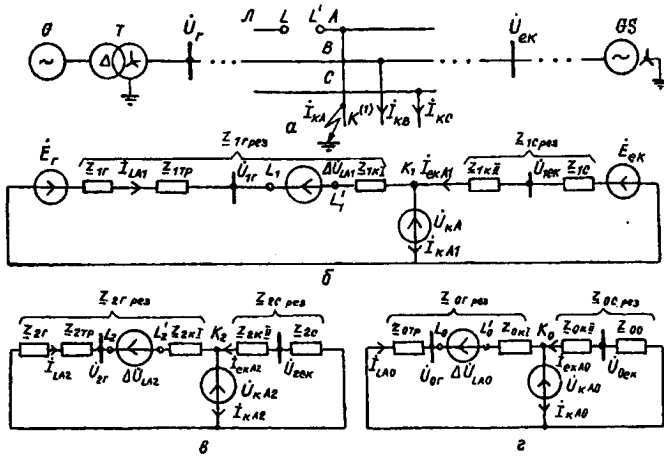 G T U̇г Л L L' A U̇ек GS
B
C
İкA K⁽¹⁾ İкB İкC
а
Z1г рез Z1с рез
Ėг Z1г İLA1 Z1тр U̇1г L1 ΔU̇LA1 L'1 Z1кI K1 İекA1 Z1кII U̇1ек Z1с Ėек
U̇кA
İкA1
б
Z2г рез Z2с рез Z0г рез Z0с рез
Z2г Z2тр L2 L'2 Z2кI K2 Z2кII Z2с Z0тр L0 L'0 Z0кI K0 Z0кII Z00
İLA2 U̇2г ΔU̇LA2 İекA2 U̇2ек İLA0 U̇0г ΔU̇LA0 İекA0 U̇0ек
U̇кA2 U̇кA0
İкA2 İкA0
в г